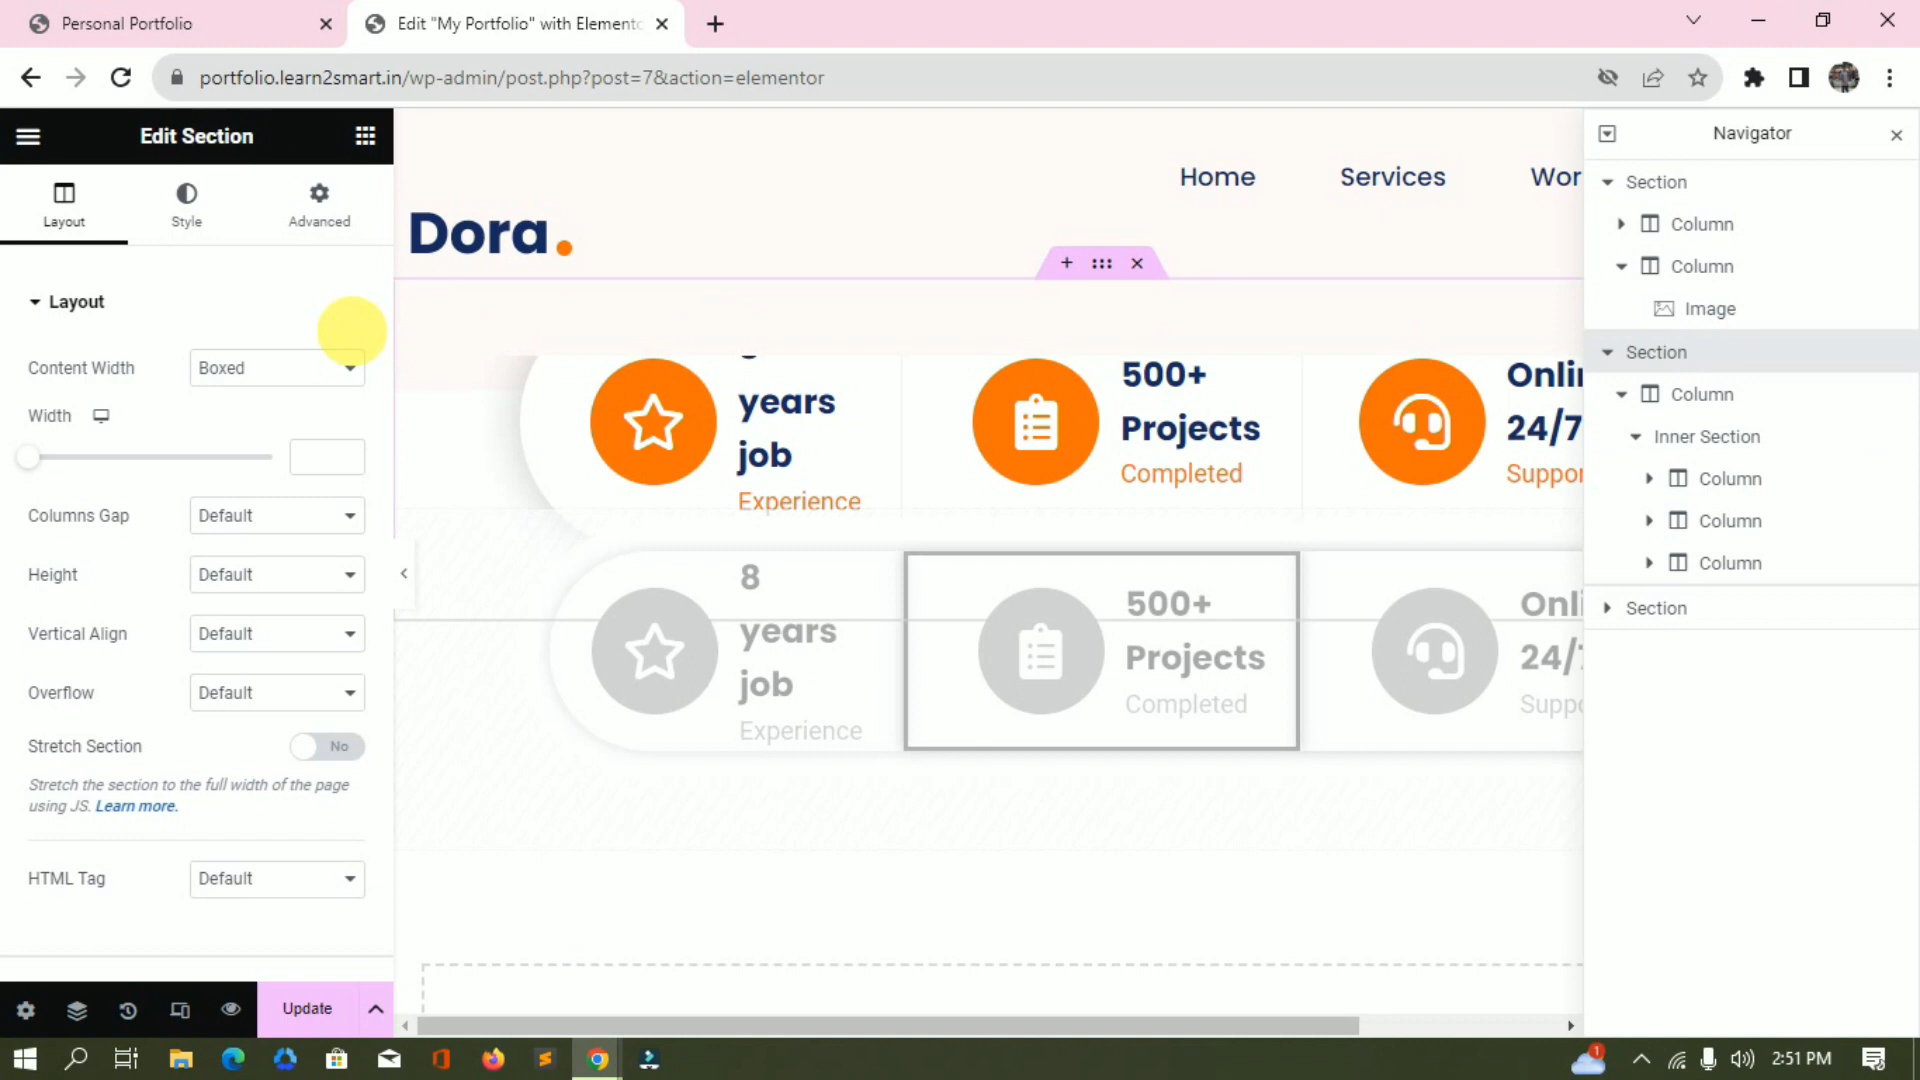 Personal Portfolio
Edit "My Portfolio" with Elemento
portfolio.learn2smart.in/wp-admin/post.php?post=7&action=elementor
Edit Section
Layout
Style
Advanced
Layout
Content Width
Boxed
Width
Columns Gap
Default
Height
Default
Vertical Align
Default
Overflow
Default
Stretch Section
No
Stretch the section to the full width of the page
using JS. Learn more.
HTML Tag
Default
Update
Home
Services
Wor
Dora.
years
job
Experience
500+
Projects
Completed
Onli
24/7
Suppor
8
years
job
Experience
500+
Projects
Completed
Onl
24/
Suppo
Navigator
Section
Column
Column
Image
Section
Column
Inner Section
Column
Column
Column
Section
1
2:51 PM